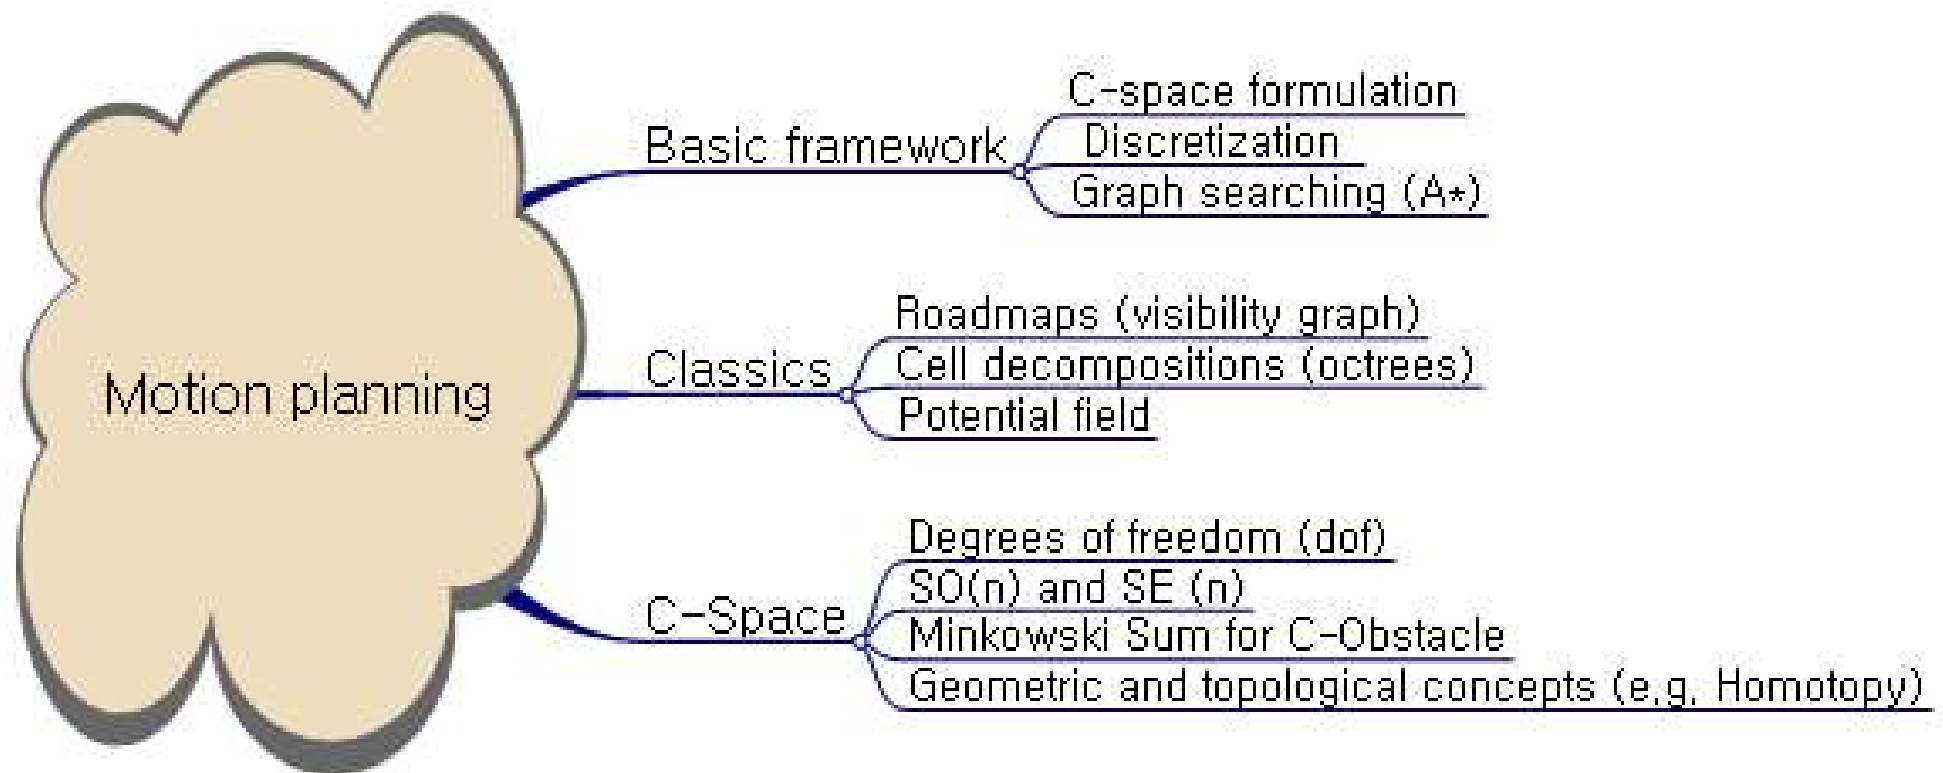 Motion planning
Basic framework
C-space formulation
Discretization
Graph searching (A*)
Classics
Roadmaps (visibility graph)
Cell decompositions (octrees)
Potential field
C-Space
Degrees of freedom (dof)
SO(n) and SE (n)
Minkowski Sum for C-Obstacle
Geometric and topological concepts (e,g, Homotopy)